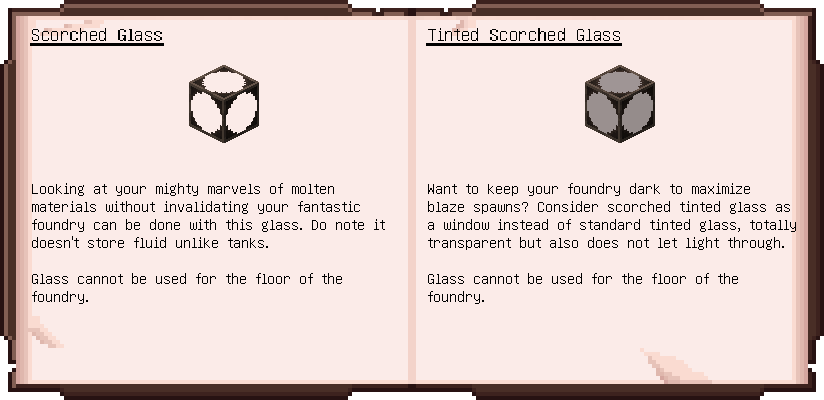 Scorched Glass
Looking at your mighty marvels of molten
materials without invalidating your fantastic
foundry can be done with this glass. Do note it
doesn't store fluid unlike tanks.
Glass cannot be used for the floor of the
foundry.
Tinted Scorched Glass
Want to keep your foundry dark to maximize
blaze spawns? Consider scorched tinted glass as
a window instead of standard tinted glass, totally
transparent but also does not let light through.
Glass cannot be used for the floor of the
foundry.